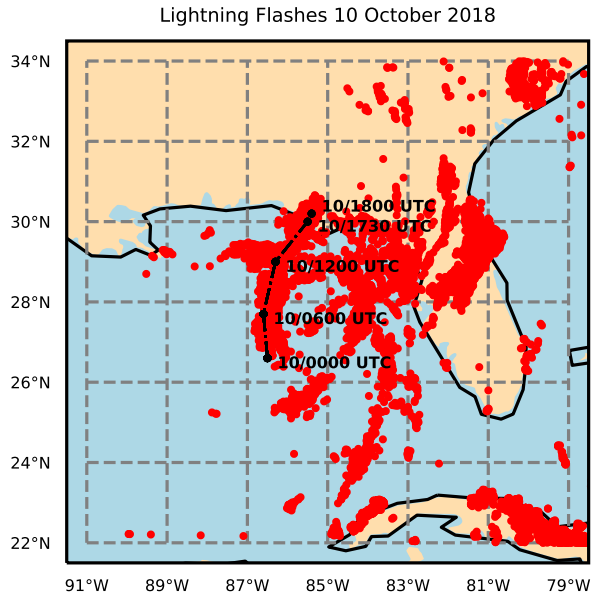 Lightning Flashes 10 October 2018
34°N
32°N
30°N
28°N
26°N
24°N
22°N
10/1800 UTC
10/1730 UTC
10/1200 UTC
10/0600 UTC
10/0000 UTC
91°W
89°W
87°W
85°W
83°W
81°W
79°W